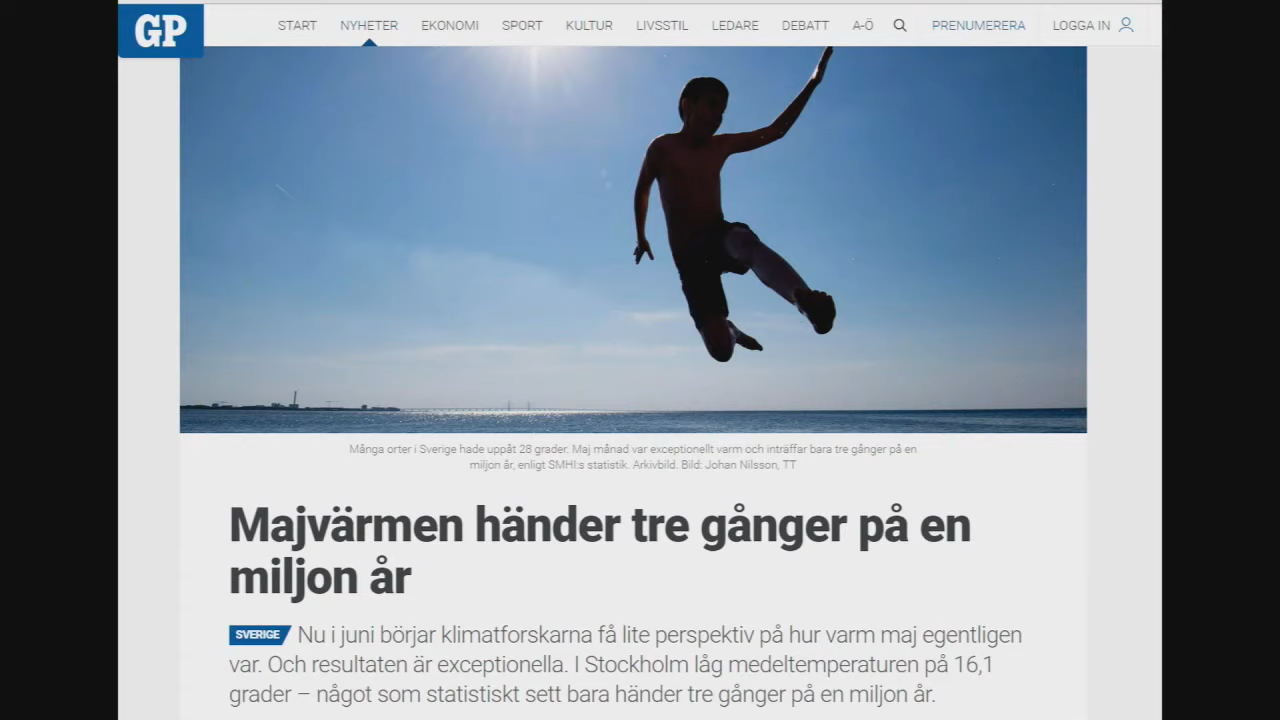 GP START NYHETER EKONOMI SPORT KULTUR LIVSSTIL LEDARE DEBATT A-Ö PRENUMERERA LOGGA IN
Många orter i Sverige hade uppåt 28 grader. Maj månad var exceptionellt varm och inträffar bara tre gånger på en
miljon år, enligt SMHI:s statistik. Arkivbild. Bild: Johan Nilsson, TT
Majvärmen händer tre gånger på en
miljon år
SVERIGE Nu i juni börjar klimatforskarna få lite perspektiv på hur varm maj egentligen
var. Och resultaten är exceptionella. I Stockholm låg medeltemperaturen på 16,1
grader – något som statistiskt sett bara händer tre gånger på en miljon år.